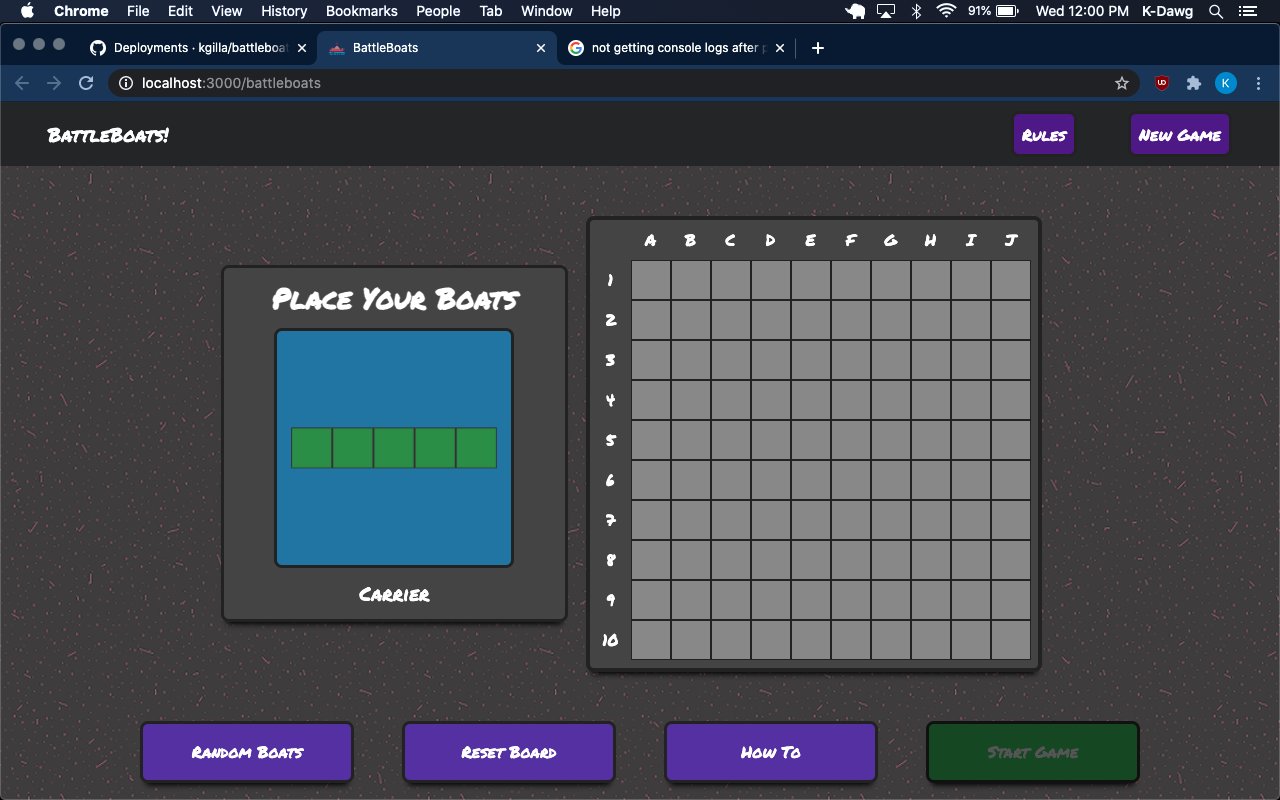 Chrome File Edit View History Bookmarks People Tab Window Help 91% Wed 12:00 PM K-Dawg
Deployments · kgilla/battleboat BattleBoats not getting console logs after
localhost:3000/battleboats K
BattleBoats! Rules New Game
Place Your Boats
Carrier
A B C D E F G H I J
1
2
3
4
5
6
7
8
9
10
Random Boats Reset Board How To Start Game